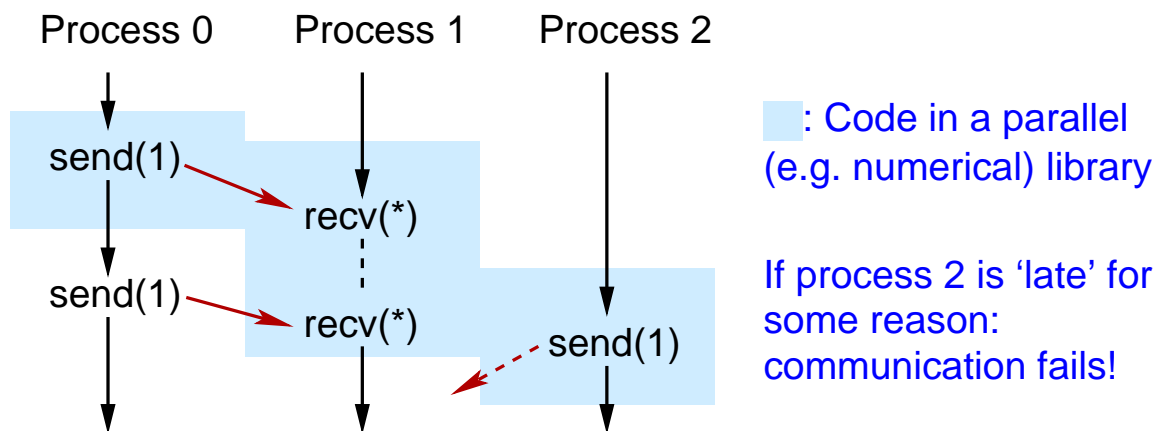 Process 0 Process 1 Process 2
send(1)
recv(*)
send(1)
recv(*)
send(1)
: Code in a parallel
(e.g. numerical) library
If process 2 is ‘late’ for
some reason:
communication fails!